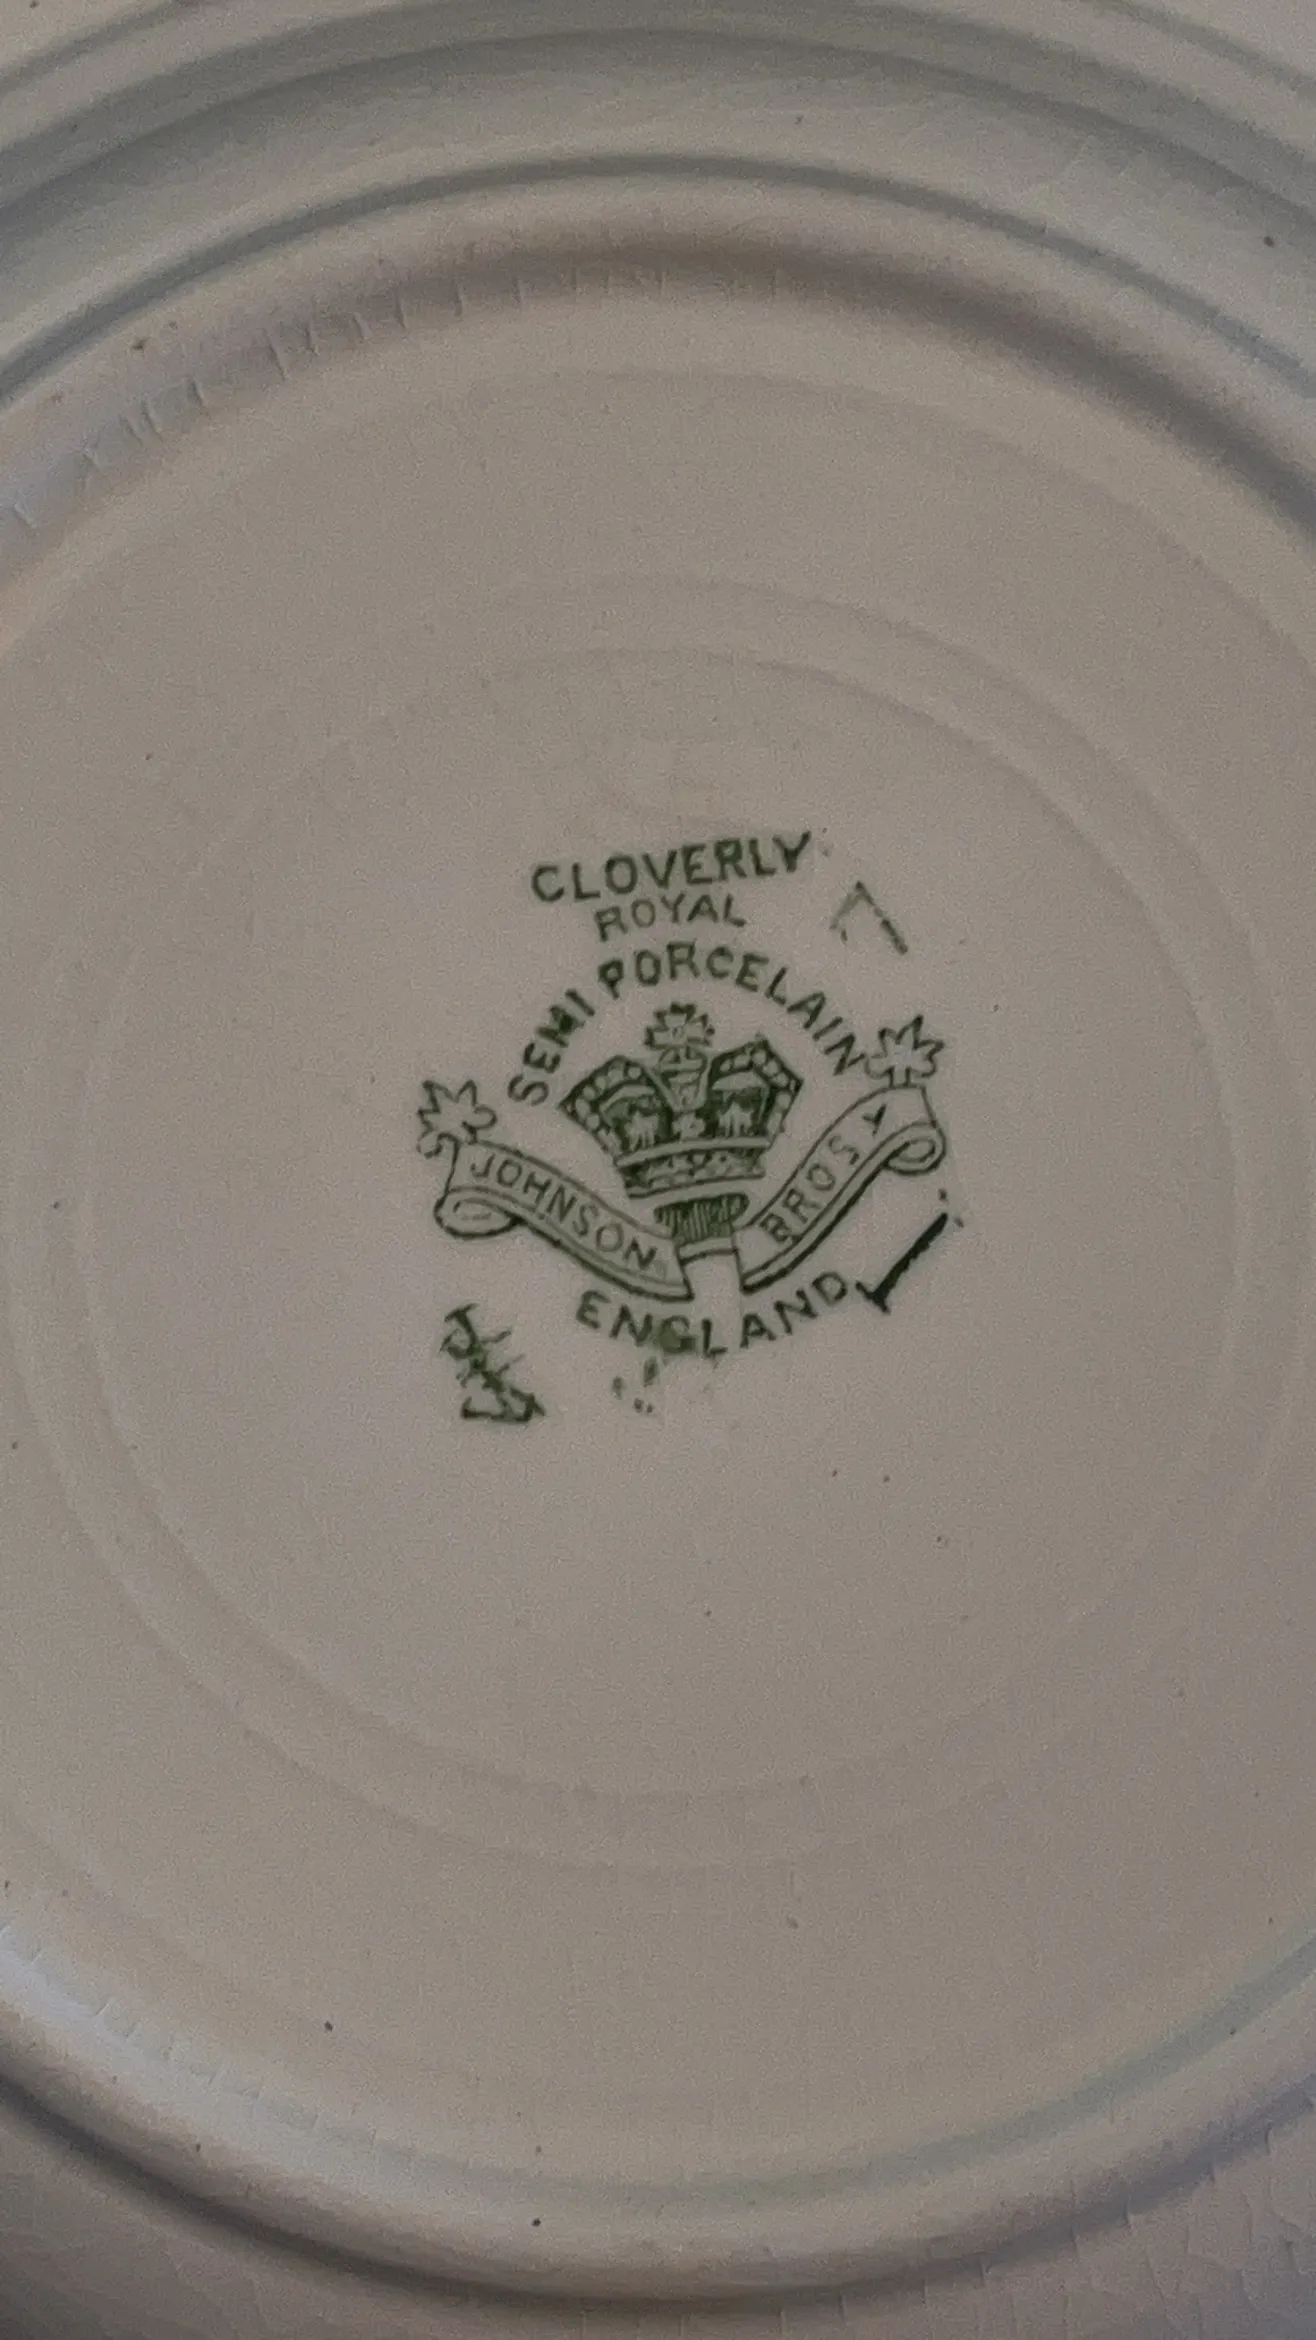 CLOVERLY
ROYAL
SEMI PORCELAIN
JOHNSON BROS
ENGLAND